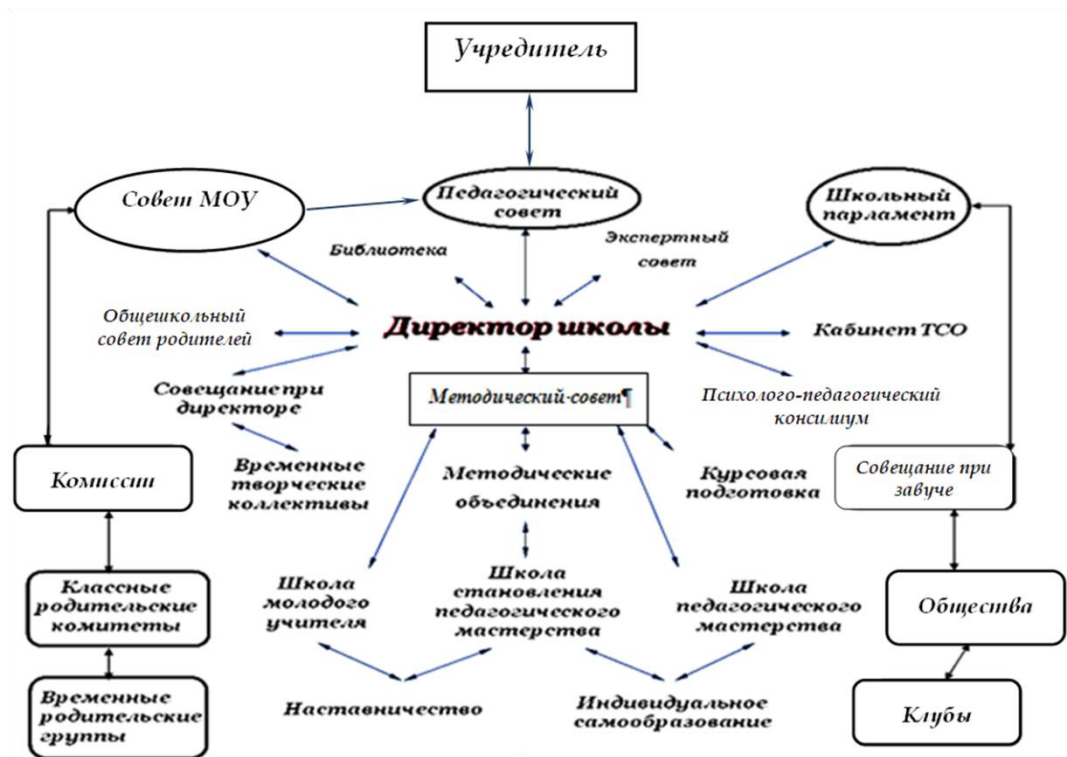 Учредитель
Совет МОУ
Педагогический
совет
Школьный
парламент
Библиотека
Экспертный
совет
Общешкольный
совет родителей
Директор школы
Кабинет ТСО
Совещание при
директоре
Методический-совет¶
Психолого-педагогический
консилиум
Комиссии
Временные
творческие
коллективы
Методические
объединения
Курсовая
подготовка
Совещание при
завуче
Классные
родительские
комитеты
Школа
молодого
учителя
Школа
становления
педагогического
мастерства
Школа
педагогического
мастерства
Общества
Временные
родительские
группы
Наставничество
Индивидуальное
самообразование
Клубы